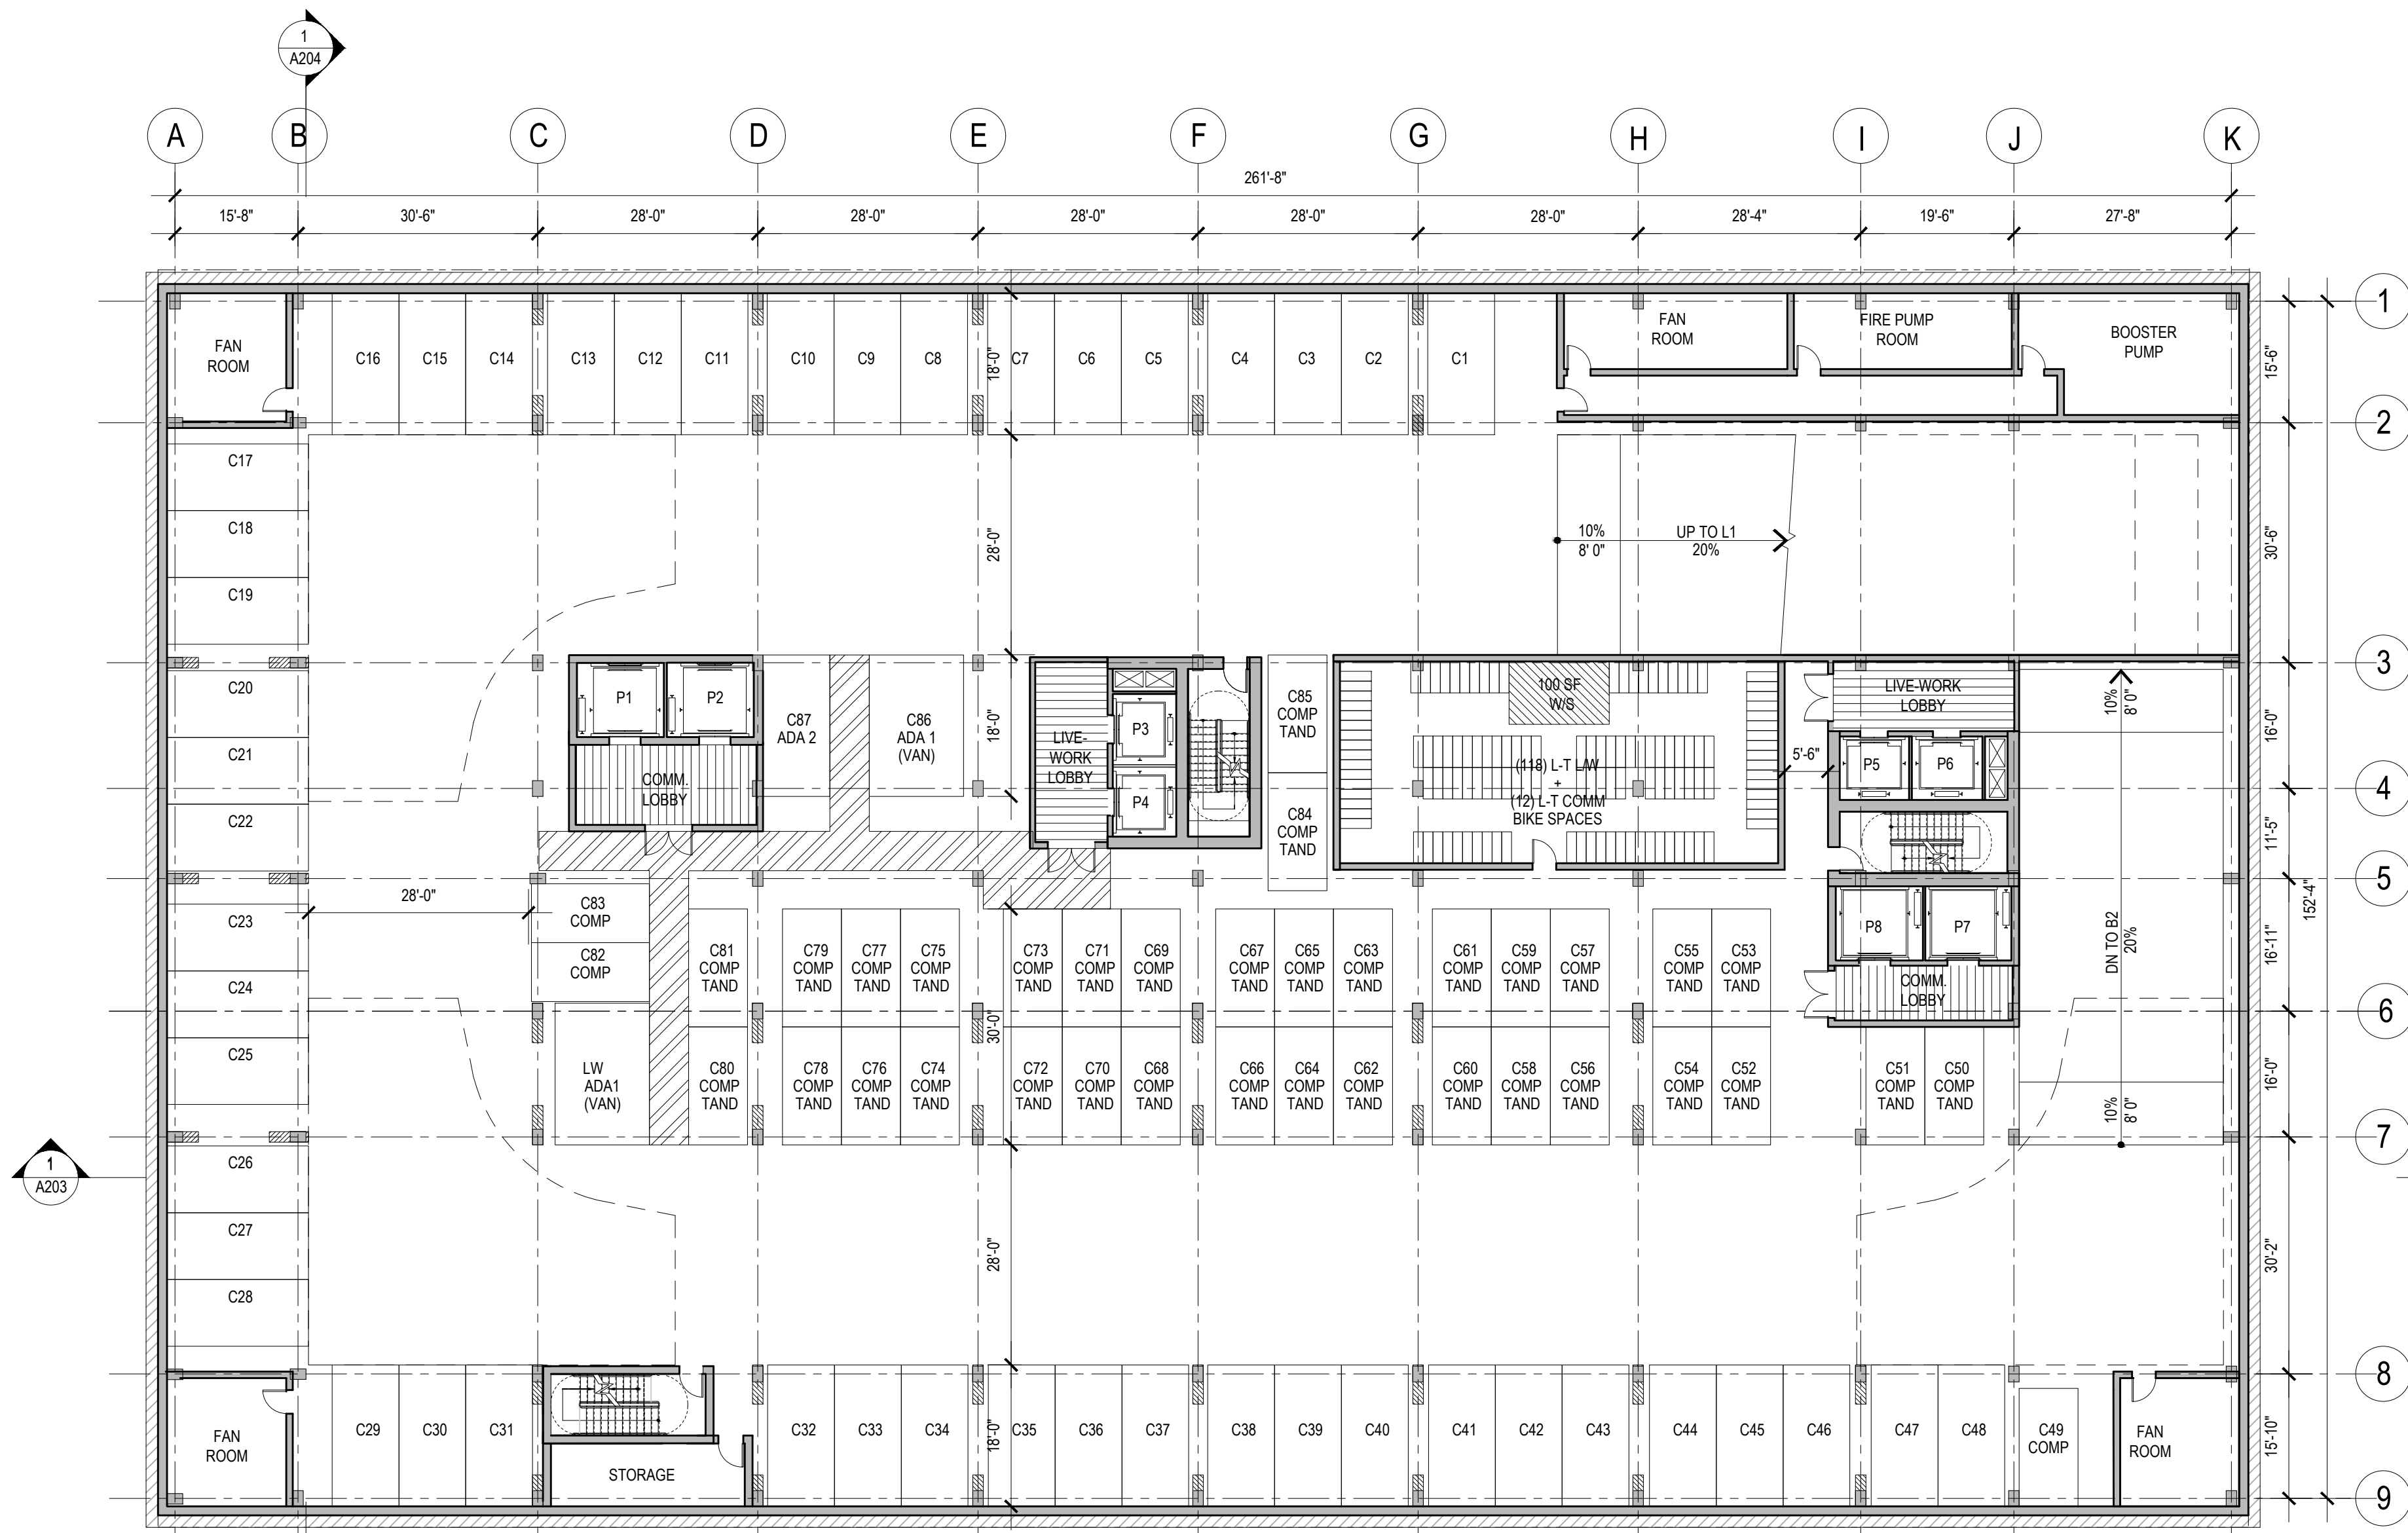 1
A204
A
B
C
D
E
F
G
H
I
J
K
261'-8"
15'-8"
30'-6"
28'-0"
28'-0"
28'-0"
28'-0"
28'-0"
28'-4"
19'-6"
27'-8"
1
2
3
4
5
6
7
8
9
15'-6"
30'-6"
16'-0"
11'-5"
152'-4"
16'-11"
16'-0"
30'-2"
15'-10"
FAN
ROOM
C16
C15
C14
C13
C12
C11
C10
C9
C8
18'-0"
C7
C6
C5
C4
C3
C2
C1
FAN
ROOM
FIRE PUMP
ROOM
BOOSTER
PUMP
C17
C18
C19
28'-0"
10%
8' 0"
UP TO L1
20%
C20
C21
C22
P1
P2
COMM.
LOBBY
C87
ADA 2
C86
ADA 1
(VAN)
18'-0"
LIVE-
WORK
LOBBY
P3
P4
C85
COMP
TAND
C84
COMP
TAND
100 SF
W/S
(118) L-T L/W
+
(12) L-T COMM
BIKE SPACES
5'-6"
LIVE-WORK
LOBBY
P5
P6
10%
8' 0"
DN TO B2
20%
10%
8' 0"
P8
P7
COMM.
LOBBY
C23
C24
C25
28'-0"
C83
COMP
C82
COMP
LW
ADA1
(VAN)
C81
COMP
TAND
C79
COMP
TAND
C77
COMP
TAND
C75
COMP
TAND
C73
COMP
TAND
C71
COMP
TAND
C69
COMP
TAND
C67
COMP
TAND
C65
COMP
TAND
C63
COMP
TAND
C61
COMP
TAND
C59
COMP
TAND
C57
COMP
TAND
C55
COMP
TAND
C53
COMP
TAND
30'-0"
C80
COMP
TAND
C78
COMP
TAND
C76
COMP
TAND
C74
COMP
TAND
C72
COMP
TAND
C70
COMP
TAND
C68
COMP
TAND
C66
COMP
TAND
C64
COMP
TAND
C62
COMP
TAND
C60
COMP
TAND
C58
COMP
TAND
C56
COMP
TAND
C54
COMP
TAND
C52
COMP
TAND
C51
COMP
TAND
C50
COMP
TAND
1
A203
C26
C27
C28
28'-0"
FAN
ROOM
C29
C30
C31
STORAGE
C32
C33
C34
18'-0"
C35
C36
C37
C38
C39
C40
C41
C42
C43
C44
C45
C46
C47
C48
C49
COMP
FAN
ROOM